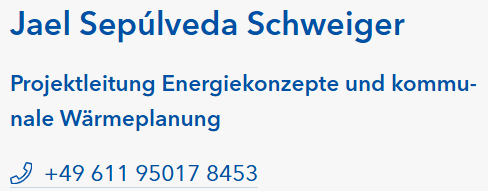 Jael Sepúlveda Schweiger
Projektleitung Energiekonzepte und kommu-
nale Wärmeplanung
+49 611 95017 8453